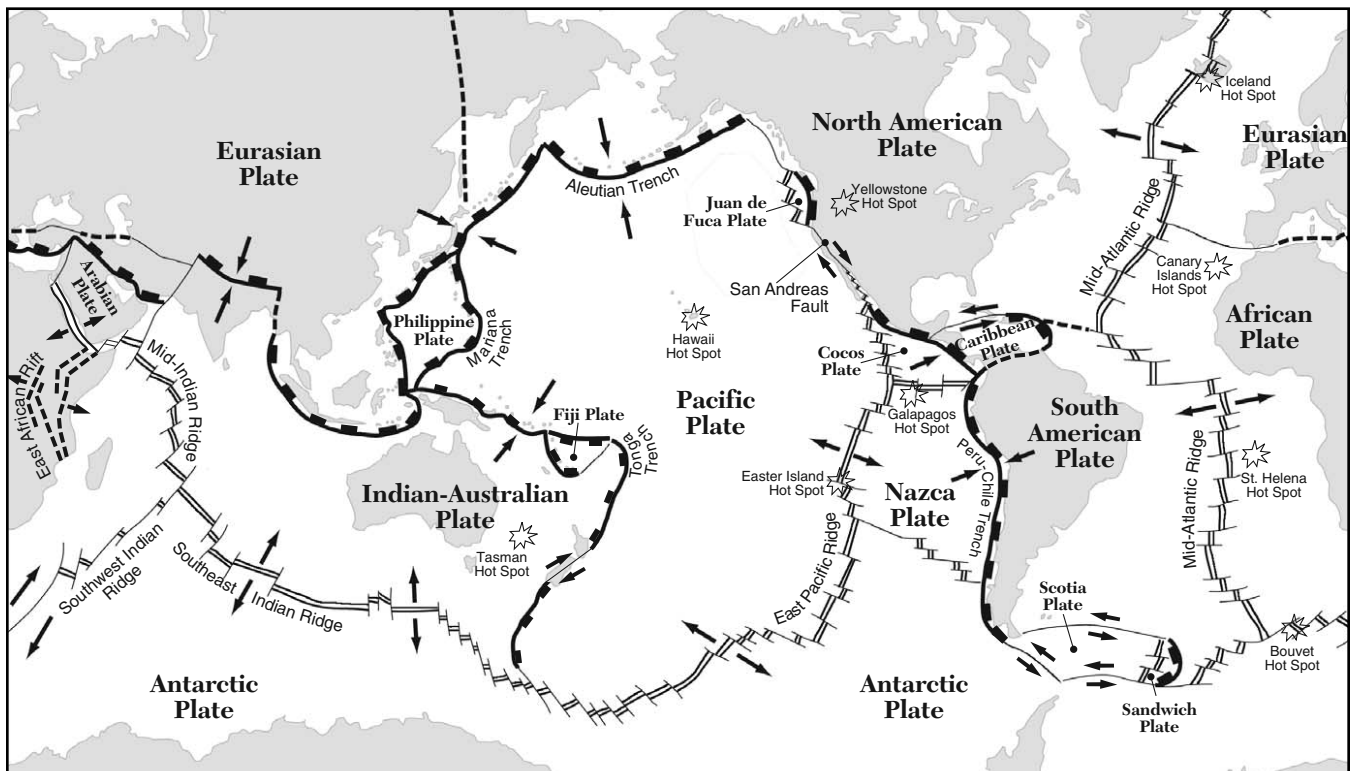 Iceland
Hot Spot
North American
Plate
Eurasian
Plate
Eurasian
Plate
Aleutian Trench
Yellowstone
Hot Spot
Juan de
Fuca Plate
Mid-Atlantic Ridge
Canary
Islands
Hot Spot
San Andreas
Fault
Arabian
Plate
Philippine
Plate
Mariana
Trench
Hawaii
Hot Spot
Caribbean
Plate
African
Plate
Cocos
Plate
East African Rift
Mid-Indian Ridge
Pacific
Plate
Galapagos
Hot Spot
South
American
Plate
Fiji Plate
Tonga
Trench
Peru-Chile Trench
Mid-Atlantic Ridge
St. Helena
Hot Spot
Easter Island
Hot Spot
Nazca
Plate
Indian-Australian
Plate
Tasman
Hot Spot
Southwest Indian
Ridge
Southeast Indian Ridge
East Pacific Ridge
Scotia
Plate
Bouvet
Hot Spot
Antarctic
Plate
Antarctic
Plate
Sandwich
Plate